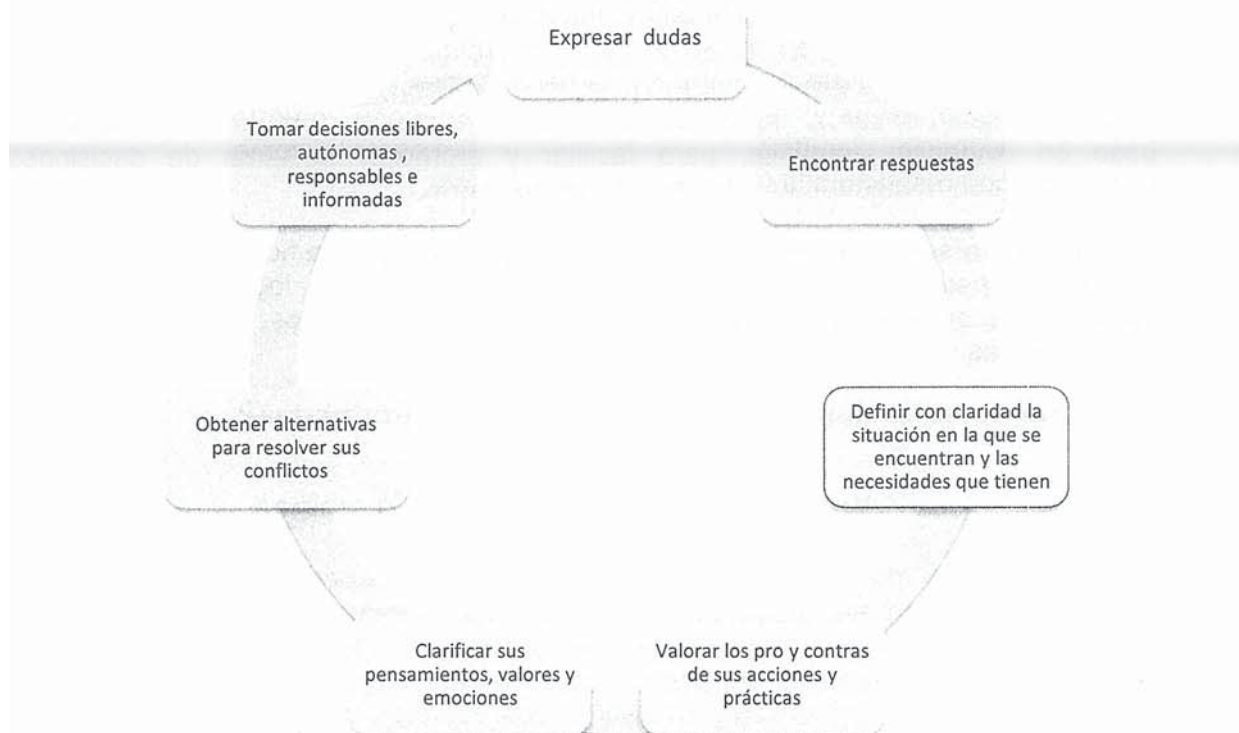 Expresar dudas
Encontrar respuestas
Definir con claridad la
situación en la que se
encuentran y las
necesidades que tienen
Valorar los pro y contras
de sus acciones y
prácticas
Clarificar sus
pensamientos, valores y
emociones
Obtener alternativas
para resolver sus
conflictos
Tomar decisiones libres,
autónomas ,
responsables e
informadas